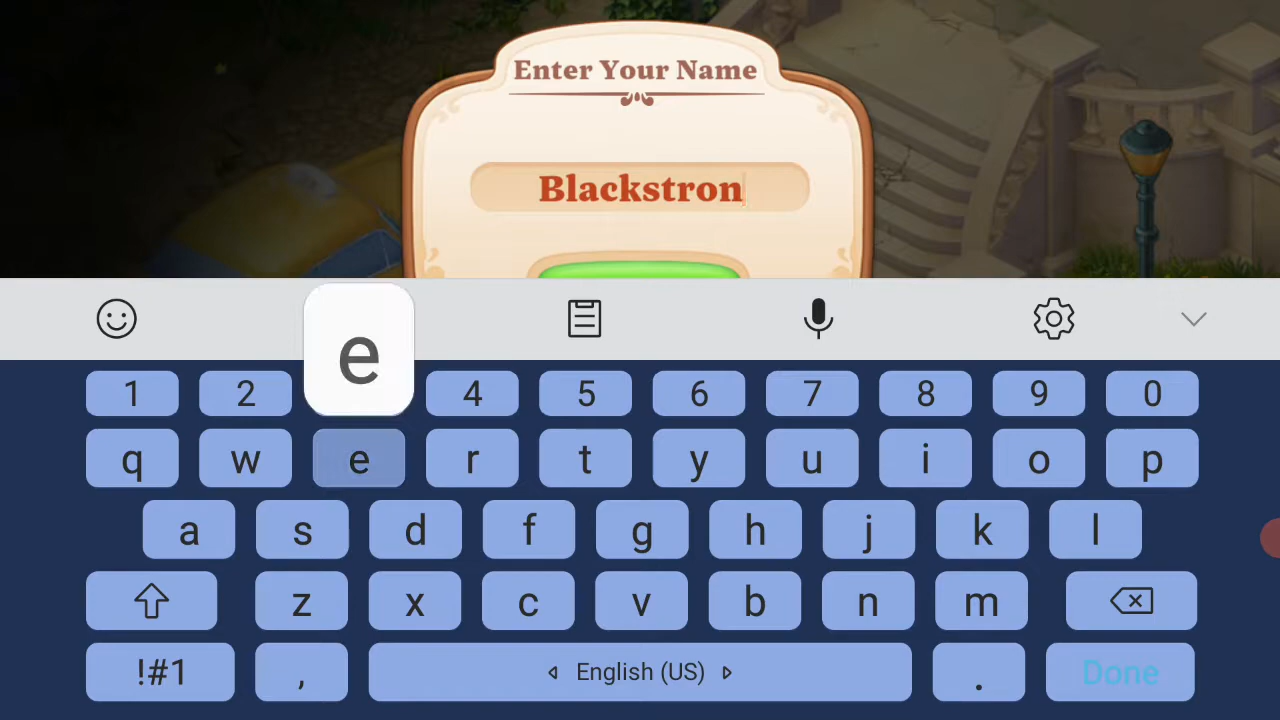 Enter Your Name
Blackstron
e
1 2 4 5 6 7 8 9 0
q w e r t y u i o p
a s d f g h j k l
z x c v b n m
!#1 , English (US) . Done